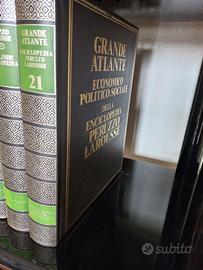 GRANDE
ATLANTE
ECONOMICO
POLITICO-SOCIALE
DELLA
ENCICLOPEDIA
PERUZZO
LAROUSSE
GRANDE
ATLANTE
ENCICLOPEDIA
PERUZZO
LAROUSSE
21
subito